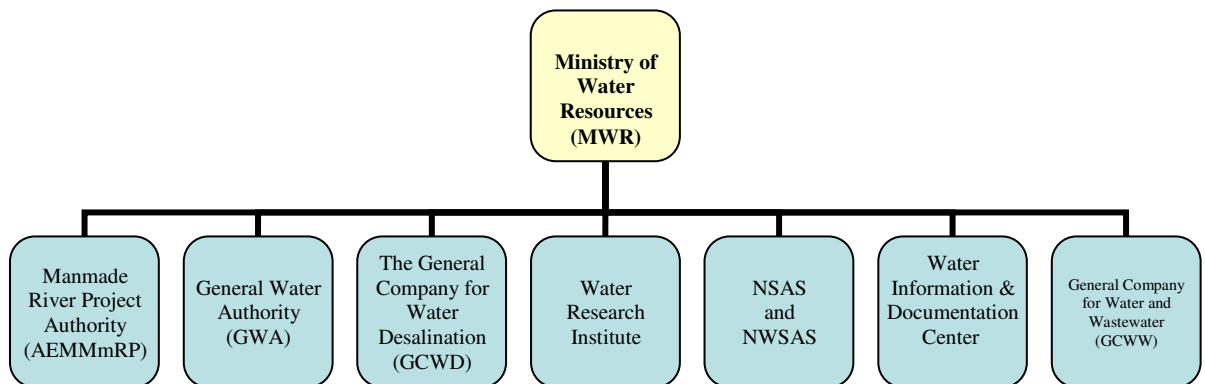 Ministry of
Water
Resources
(MWR)
Manmade
River Project
Authority
(AEMMmRP)
General Water
Authority
(GWA)
The General
Company for
Water
Desalination
(GCWD)
Water
Research
Institute
NSAS
and
NWSAS
Water
Information &
Documentation
Center
General Company
for Water and
Wastewater
(GCWW)